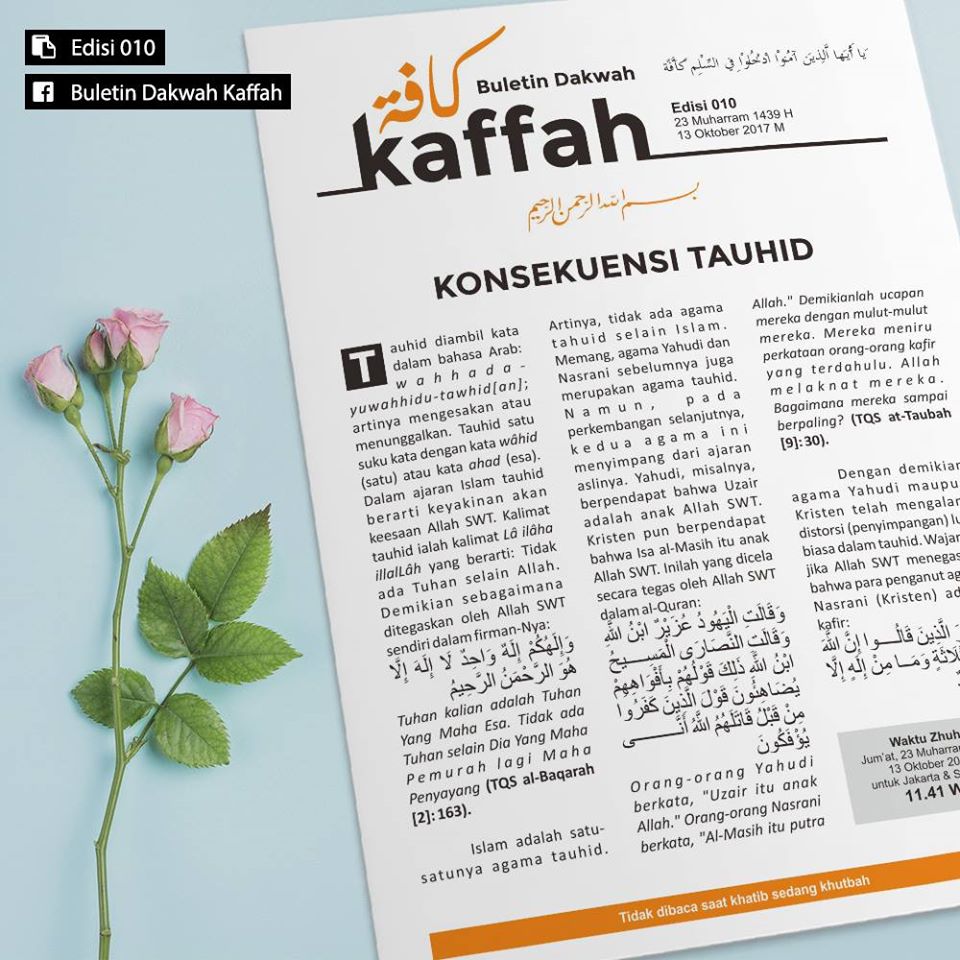 Edisi 010
Buletin Dakwah Kaffah
كافة
Buletin Dakwah
kaffah
يَا أَيُّهَا الَّذِينَ آمَنُوا ادْخُلُوا فِي السِّلْمِ كَافَّةً
Edisi 010
23 Muharram 1439 H
13 Oktober 2017 M
بسم الله الرحمن الرحيم
KONSEKUENSI TAUHID
Tauhid diambil kata
dalam bahasa Arab:
wahhada-
yuwahhidu-tawhid[an];
artinya mengesakan atau
menunggalkan. Tauhid satu
suku kata dengan kata wâhid
(satu) atau kata ahad (esa).
Dalam ajaran Islam tauhid
berarti keyakinan akan
keesaan Allah SWT. Kalimat
tauhid ialah kalimat Lâ ilâha
illalLâh yang berarti: Tidak
ada Tuhan selain Allah.
Demikian sebagaimana
ditegaskan oleh Allah SWT
sendiri dalam firman-Nya:
وَإِلَهُكُمْ إِلَهٌ وَاحِدٌ لَا إِلَهَ إِلَّا
هُوَ الرَّحْمَنُ الرَّحِيمُ
Tuhan kalian adalah Tuhan
Yang Maha Esa. Tidak ada
Tuhan selain Dia Yang Maha
Pemurah lagi Maha
Penyayang (TQS al-Baqarah
[2]: 163).
Islam adalah satu-
satunya agama tauhid.
Artinya, tidak ada agama
tahuid selain Islam.
Memang, agama Yahudi dan
Nasrani sebelumnya juga
merupakan agama tauhid.
Namun, pada
perkembangan selanjutnya,
kedua agama ini
menyimpang dari ajaran
aslinya. Yahudi, misalnya,
berpendapat bahwa Uzair
adalah anak Allah SWT.
Kristen pun berpendapat
bahwa Isa al-Masih itu anak
Allah SWT. Inilah yang dicela
secara tegas oleh Allah SWT
dalam al-Quran:
وَقَالَتِ الْيَهُودُ عُزَيْرٌ ابْنُ اللَّهِ
وَقَالَتِ النَّصَارَى الْمَسِيحُ
ابْنُ اللَّهِ ذَلِكَ قَوْلُهُمْ بِأَفْوَاهِهِمْ
يُضَاهِئُونَ قَوْلَ الَّذِينَ كَفَرُوا
مِنْ قَبْلُ قَاتَلَهُمُ اللَّهُ أَنَّى
يُؤْفَكُونَ
Orang-orang Yahudi
berkata, "Uzair itu anak
Allah." Orang-orang Nasrani
berkata, "Al-Masih itu putra
Allah." Demikianlah ucapan
mereka dengan mulut-mulut
mereka. Mereka meniru
perkataan orang-orang kafir
yang terdahulu. Allah
melaknat mereka.
Bagaimana mereka sampai
berpaling? (TQS at-Taubah
[9]: 30).
Dengan demikian
agama Yahudi maupu
Kristen telah mengalar
distorsi (penyimpangan) lu
biasa dalam tauhid. Wajar
jika Allah SWT menegas
bahwa para penganut ag
Nasrani (Kristen) ad
kafir:
الَّذِينَ قَالُوا إِنَّ اللَّهَ
ثَلَاثَةٍ وَمَا مِنْ إِلَهٍ إِلَّا
Waktu Zhuh
Jum'at, 23 Muharram
13 Oktober 20
untuk Jakarta & S
11.41 W
Tidak dibaca saat khatib sedang khutbah